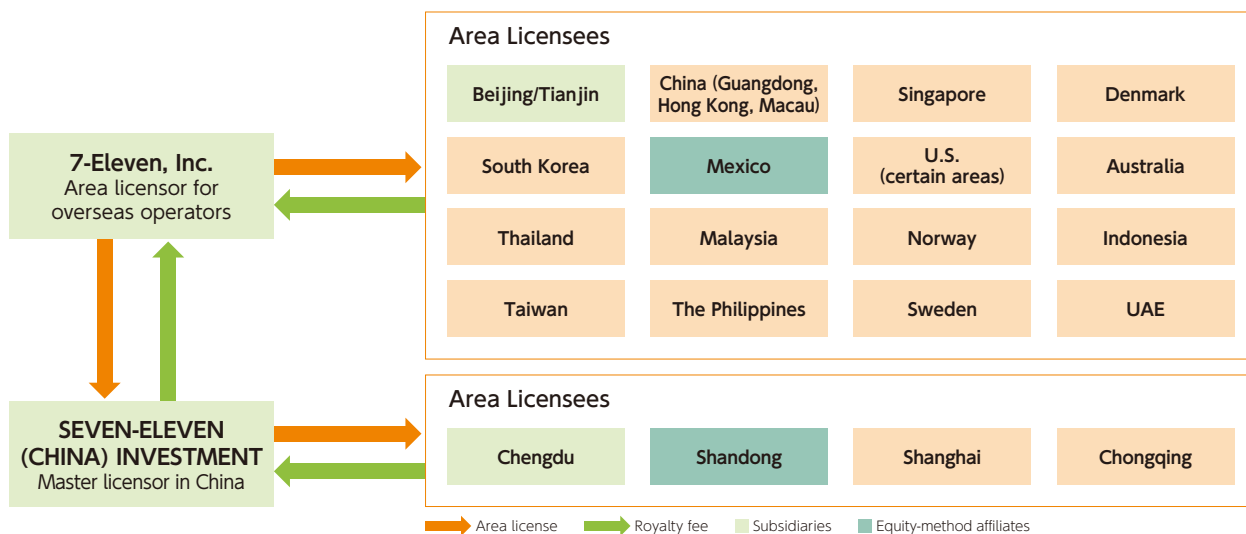 Area Licensees
Beijing/Tianjin
China (Guangdong,
Hong Kong, Macau)
Singapore
Denmark
7-Eleven, Inc.
Area licensor for
overseas operators
South Korea
Mexico
U.S.
(certain areas)
Australia
Thailand
Malaysia
Norway
Indonesia
Taiwan
The Philippines
Sweden
UAE
SEVEN-ELEVEN
(CHINA) INVESTMENT
Master licensor in China
Area Licensees
Chengdu
Shandong
Shanghai
Chongqing
Area license
Royalty fee
Subsidiaries
Equity-method affiliates